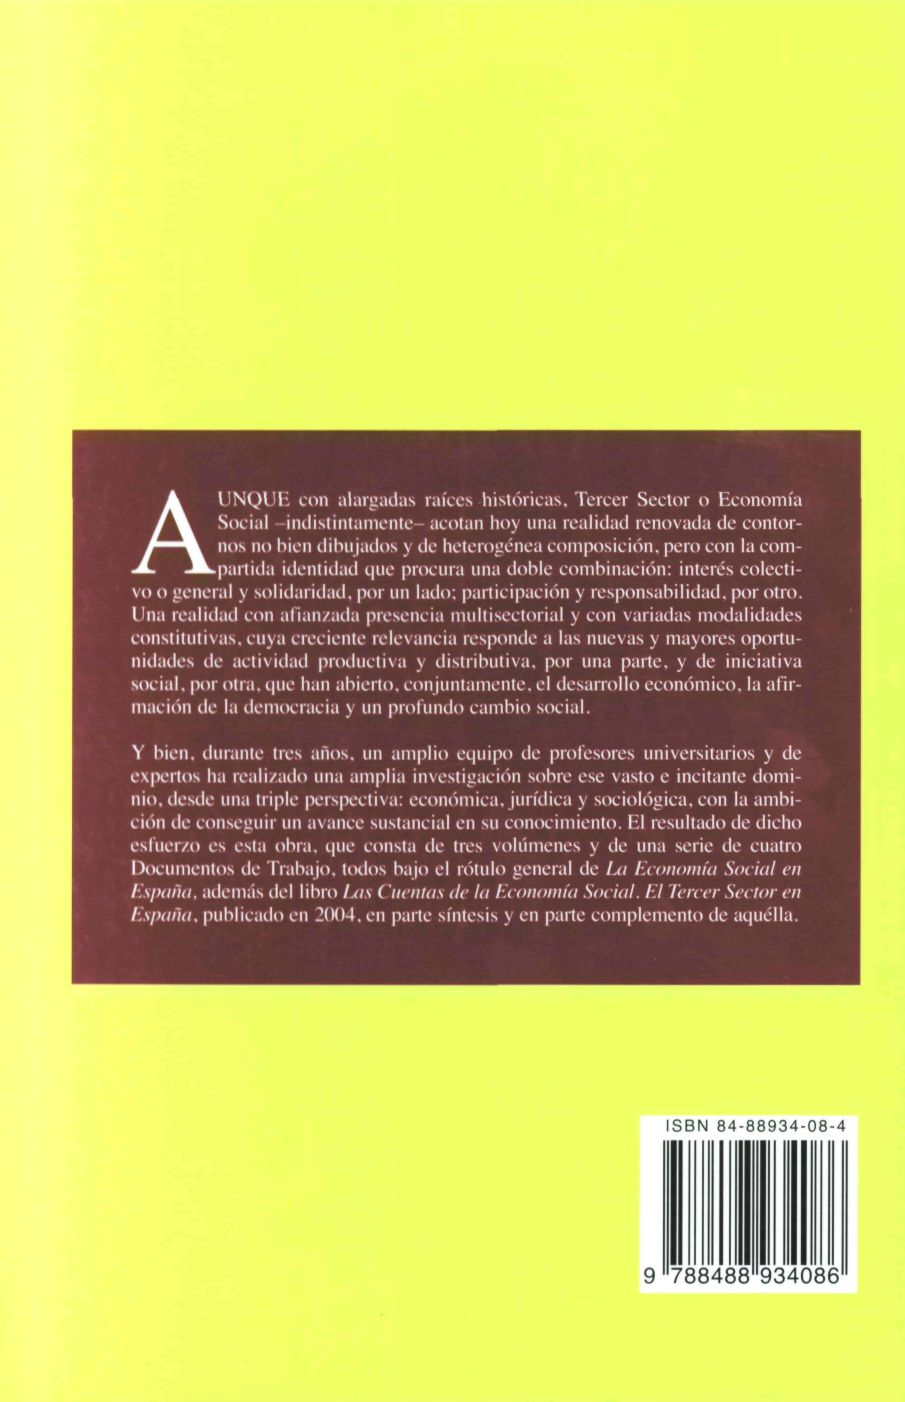 AUNQUE con alargadas raíces históricas, Tercer Sector o Economía
Social –indistintamente– acotan hoy una realidad renovada de contor-
nos no bien dibujados y de heterogénea composición, pero con la com-
partida identidad que procura una doble combinación: interés colecti-
vo o general y solidaridad, por un lado; participación y responsabilidad, por otro.
Una realidad con afianzada presencia multisectorial y con variadas modalidades
constitutivas, cuya creciente relevancia responde a las nuevas y mayores oportu-
nidades de actividad productiva y distributiva, por una parte, y de iniciativa
social, por otra, que han abierto, conjuntamente, el desarrollo económico, la afir-
mación de la democracia y un profundo cambio social.
Y bien, durante tres años, un amplio equipo de profesores universitarios y de
expertos ha realizado una amplia investigación sobre ese vasto e incitante domi-
nio, desde una triple perspectiva: económica, jurídica y sociológica, con la ambi-
ción de conseguir un avance sustancial en su conocimiento. El resultado de dicho
esfuerzo es esta obra, que consta de tres volúmenes y de una serie de cuatro
Documentos de Trabajo, todos bajo el rótulo general de La Economía Social en
España, además del libro Las Cuentas de la Economía Social. El Tercer Sector en
España, publicado en 2004, en parte síntesis y en parte complemento de aquélla.
ISBN 84-88934-08-4
9 788488 934086